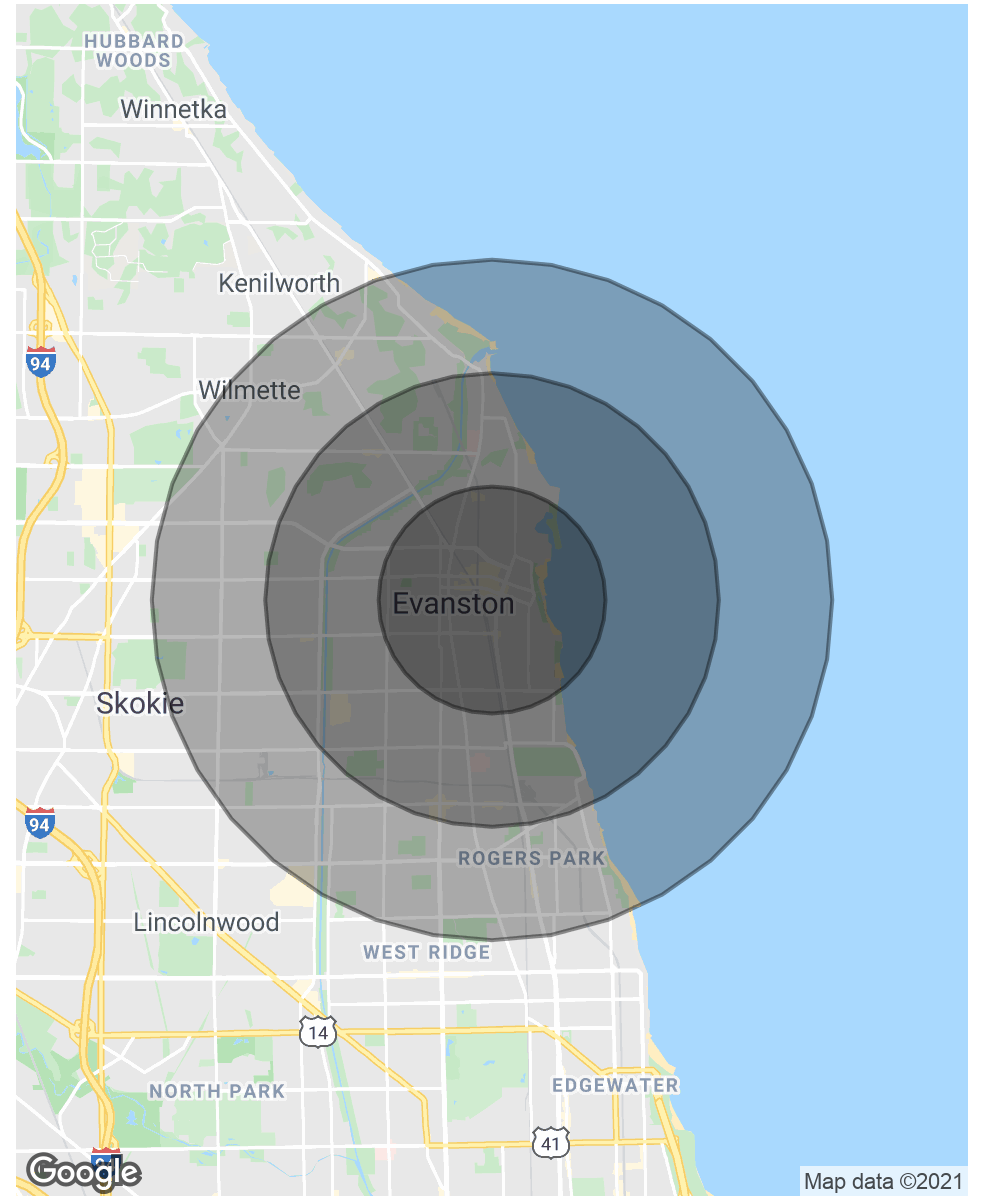 HUBBARD
WOODS
Winnetka
Kenilworth
94
Wilmette
Evanston
Skokie
94
ROGERS PARK
Lincolnwood
WEST RIDGE
14
EDGEWATER
NORTH PARK
41
Google
Map data ©2021